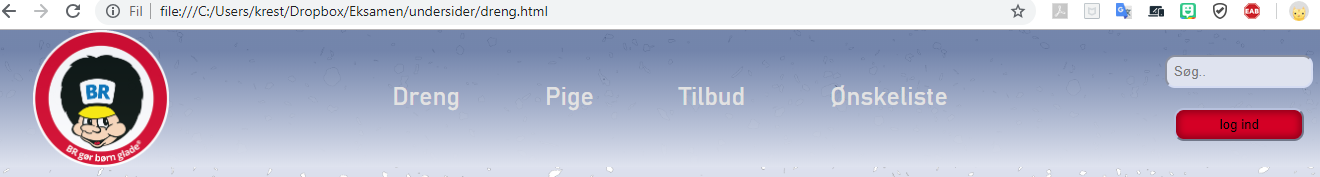 Fil file:///C:/Users/krest/Dropbox/Eksamen/undersider/dreng.html
EAB
BR
BR gør børn glade®
Dreng Pige Tilbud Ønskeliste
Søg..
log ind